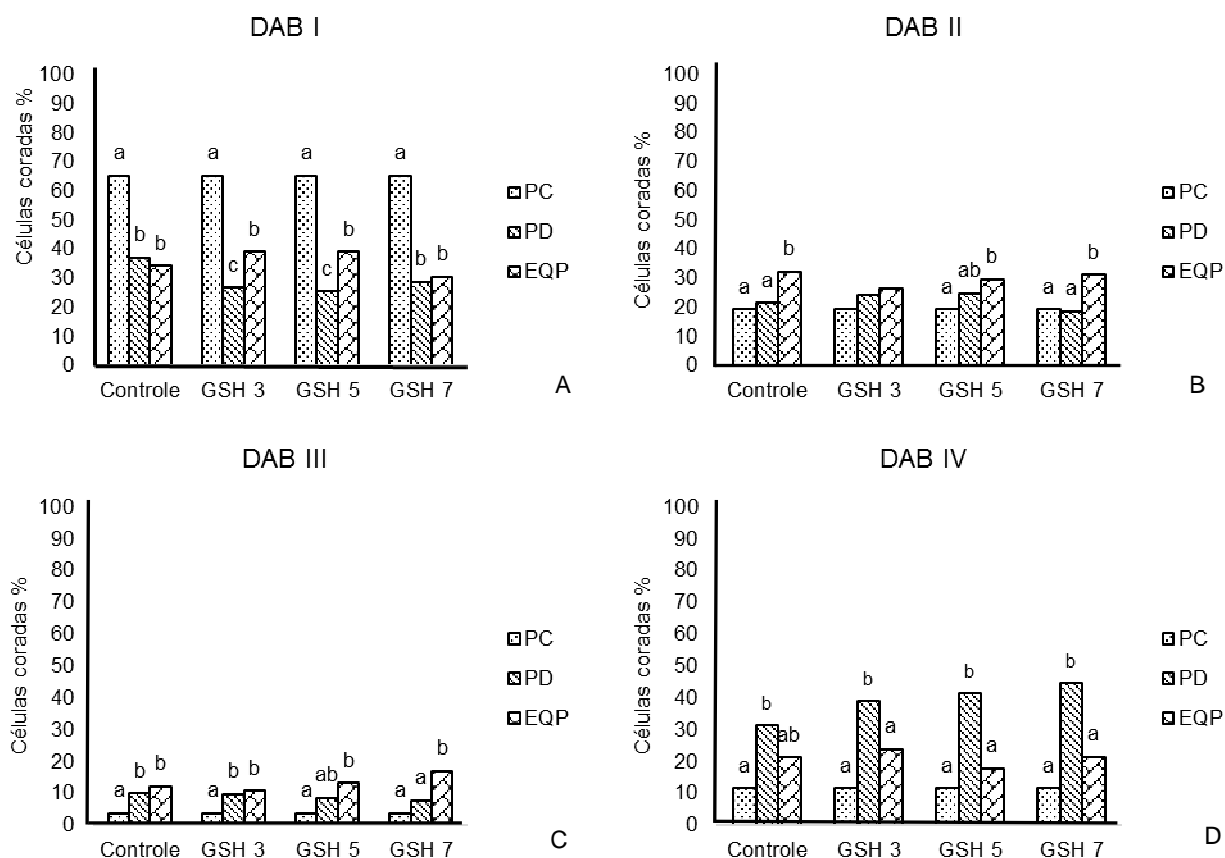 DAB I
Células coradas %
100
90
80
70
60
50
40
30
20
10
0
a a a a
b b c b c b b b
Controle GSH 3 GSH 5 GSH 7
PC
PD
EQP
A
DAB II
Células coradas %
100
90
80
70
60
50
40
30
20
10
0
a a b a ab b a a b
Controle GSH 3 GSH 5 GSH 7
PC
PD
EQP
B
DAB III
Células coradas %
100
90
80
70
60
50
40
30
20
10
0
a b b a b b a ab b a a b
Controle GSH 3 GSH 5 GSH 7
PC
PD
EQP
C
DAB IV
Células coradas %
100
90
80
70
60
50
40
30
20
10
0
a b ab a b a a b a a b a
Controle GSH 3 GSH 5 GSH 7
PC
PD
EQP
D